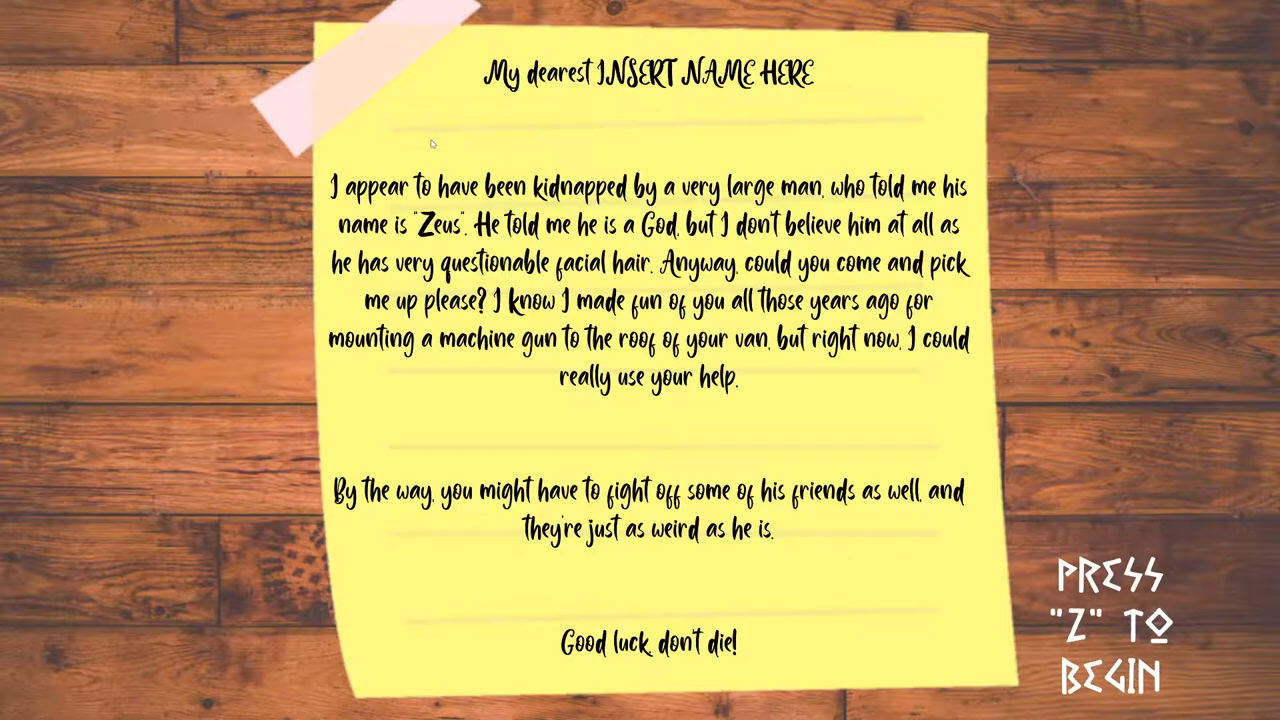 My dearest INSERT NAME HERE
I appear to have been kidnapped by a very large man, who told me his
name is "Zeus". He told me he is a God, but I don't believe him at all as
he has very questionable facial hair. Anyway, could you come and pick
me up please? I know I made fun of you all those years ago for
mounting a machine gun to the roof of your van, but right now, I could
really use your help.
By the way, you might have to fight off some of his friends as well, and
they're just as weird as he is.
Good luck, don't die!
PRESS
"Z" TO
BEGIN